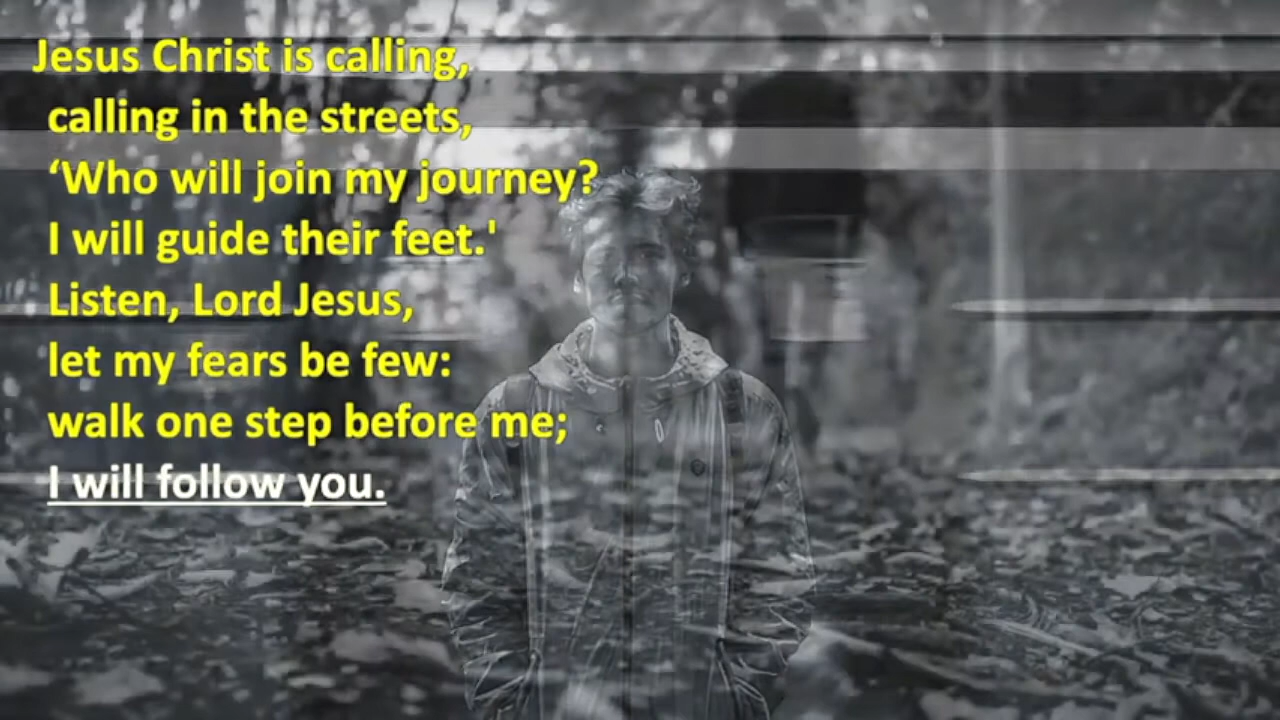 Jesus Christ is calling,
calling in the streets,
‘Who will join my journey?
I will guide their feet.'
Listen, Lord Jesus,
let my fears be few:
walk one step before me;
I will follow you.